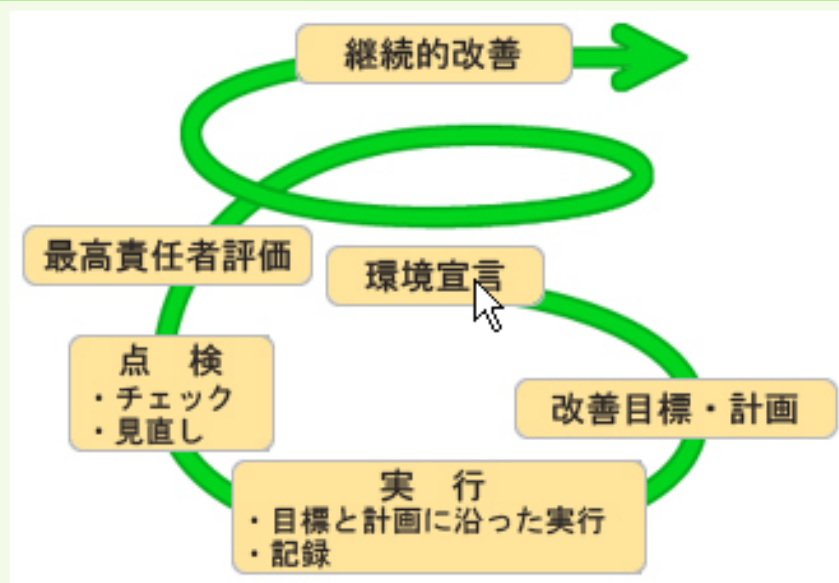 継続的改善
最高責任者評価
環境宣言
点　検
・チェック
・見直し
改善目標・計画
実　行
・目標と計画に沿った実行
・記録